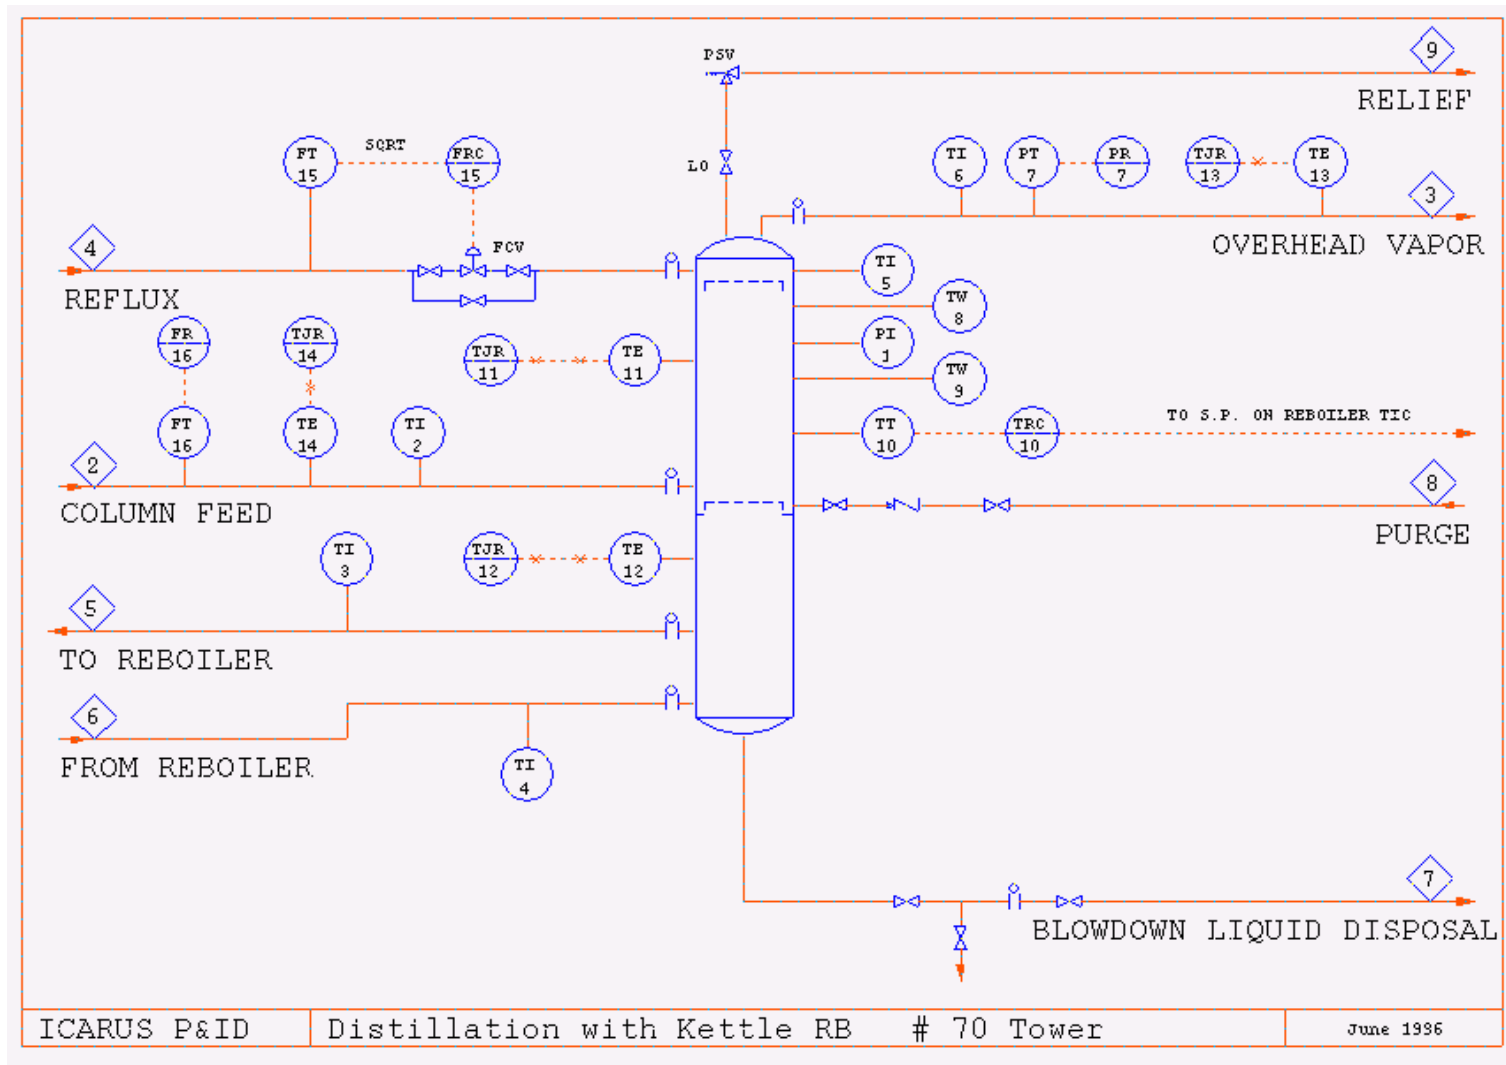 PSV
9
RELIEF
LO
FT
15
SQRT
FRC
15
TI
6
PT
7
PR
7
TJR
13
TE
13
3
OVERHEAD VAPOR
4
REFLUX
FCV
TI
5
TW
8
PI
1
TW
9
FR
16
TJR
14
TJR
11
TE
11
FT
16
TE
14
TI
2
TT
10
TRC
10
TO S.P. ON REBOILER TIC
2
COLUMN FEED
8
PURGE
TI
3
TJR
12
TE
12
5
TO REBOILER
6
FROM REBOILER
TI
4
7
BLOWDOWN LIQUID DISPOSAL
ICARUS P&ID
Distillation with Kettle RB # 70 Tower
June 1996